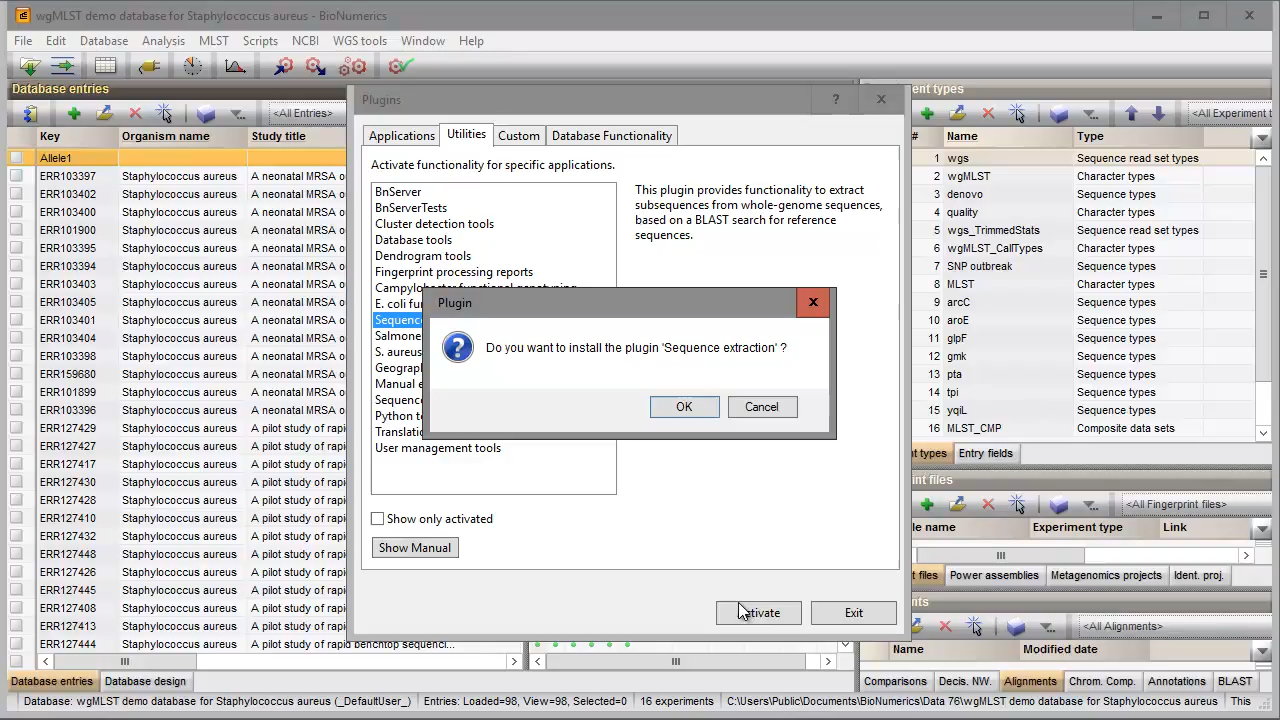 wgMLST demo database for Staphylococcus aureus - BioNumerics
File Edit Database Analysis MLST Scripts NCBI WGS tools Window Help
Database entries
<All Entries>
Key Organism name Study title
Allele1
ERR103397 Staphylococcus aureus A neonatal MRSA o
ERR103402 Staphylococcus aureus A neonatal MRSA o
ERR103400 Staphylococcus aureus A neonatal MRSA o
ERR101900 Staphylococcus aureus A neonatal MRSA o
ERR103395 Staphylococcus aureus A neonatal MRSA o
ERR103394 Staphylococcus aureus A neonatal MRSA o
ERR103403 Staphylococcus aureus A neonatal MRSA o
ERR103405 Staphylococcus aureus A neonatal MRSA o
ERR103401 Staphylococcus aureus A neonatal MRSA o
ERR103404 Staphylococcus aureus A neonatal MRSA o
ERR103398 Staphylococcus aureus A neonatal MRSA o
ERR159680 Staphylococcus aureus A neonatal MRSA o
ERR101899 Staphylococcus aureus A neonatal MRSA o
ERR103396 Staphylococcus aureus A neonatal MRSA o
ERR127429 Staphylococcus aureus A pilot study of rapi
ERR127427 Staphylococcus aureus A pilot study of rapi
ERR127417 Staphylococcus aureus A pilot study of rapi
ERR127430 Staphylococcus aureus A pilot study of rapi
ERR127428 Staphylococcus aureus A pilot study of rapi
ERR127410 Staphylococcus aureus A pilot study of rapi
ERR127432 Staphylococcus aureus A pilot study of rapi
ERR127448 Staphylococcus aureus A pilot study of rapi
ERR127426 Staphylococcus aureus A pilot study of rapi
ERR127445 Staphylococcus aureus A pilot study of rapi
ERR127408 Staphylococcus aureus A pilot study of rapi
ERR127413 Staphylococcus aureus A pilot study of rapi
ERR127444 Staphylococcus aureus A pilot study of rapid benchtop sequenci...
Database entries Database design
Plugins
?
Applications Utilities Custom Database Functionality
Activate functionality for specific applications.
BnServer
BnServerTests
Cluster detection tools
Database tools
Dendrogram tools
Fingerprint processing reports
Campylobacter functional genotyping
E. coli fu
Sequence
Salmone
S. aureus
Geograp
Manual e
Sequenc
Python to
Translatio
User management tools
This plugin provides functionality to extract
subsequences from whole-genome sequences,
based on a BLAST search for reference
sequences.
Show only activated
Show Manual
Activate Exit
Plugin
Do you want to install the plugin 'Sequence extraction' ?
OK Cancel
ent types
<All Experiment t
# Name Type
1 wgs Sequence read set types
2 wgMLST Character types
3 denovo Sequence types
4 quality Character types
5 wgs_TrimmedStats Sequence read set types
6 wgMLST_CallTypes Character types
7 SNP outbreak Sequence types
8 MLST Character types
9 arcC Sequence types
10 aroE Sequence types
11 glpF Sequence types
12 gmk Sequence types
13 pta Sequence types
14 tpi Sequence types
15 yqiL Sequence types
16 MLST_CMP Composite data sets
nt types Entry fields
int files
<All Fingerprint files>
le name Experiment type Link
t files Power assemblies Metagenomics projects Ident. proj.
nts
<All Alignments>
Name Modified date
Comparisons Decis. NW. Alignments Chrom. Comp. Annotations BLAST
Database: wgMLST demo database for Staphylococcus aureus (_DefaultUser_) Entries: Loaded=98, View=98, Selected=0 16 experiments C:\Users\Public\Documents\BioNumerics\Data 76\wgMLST demo database for Staphylococcus aureus This